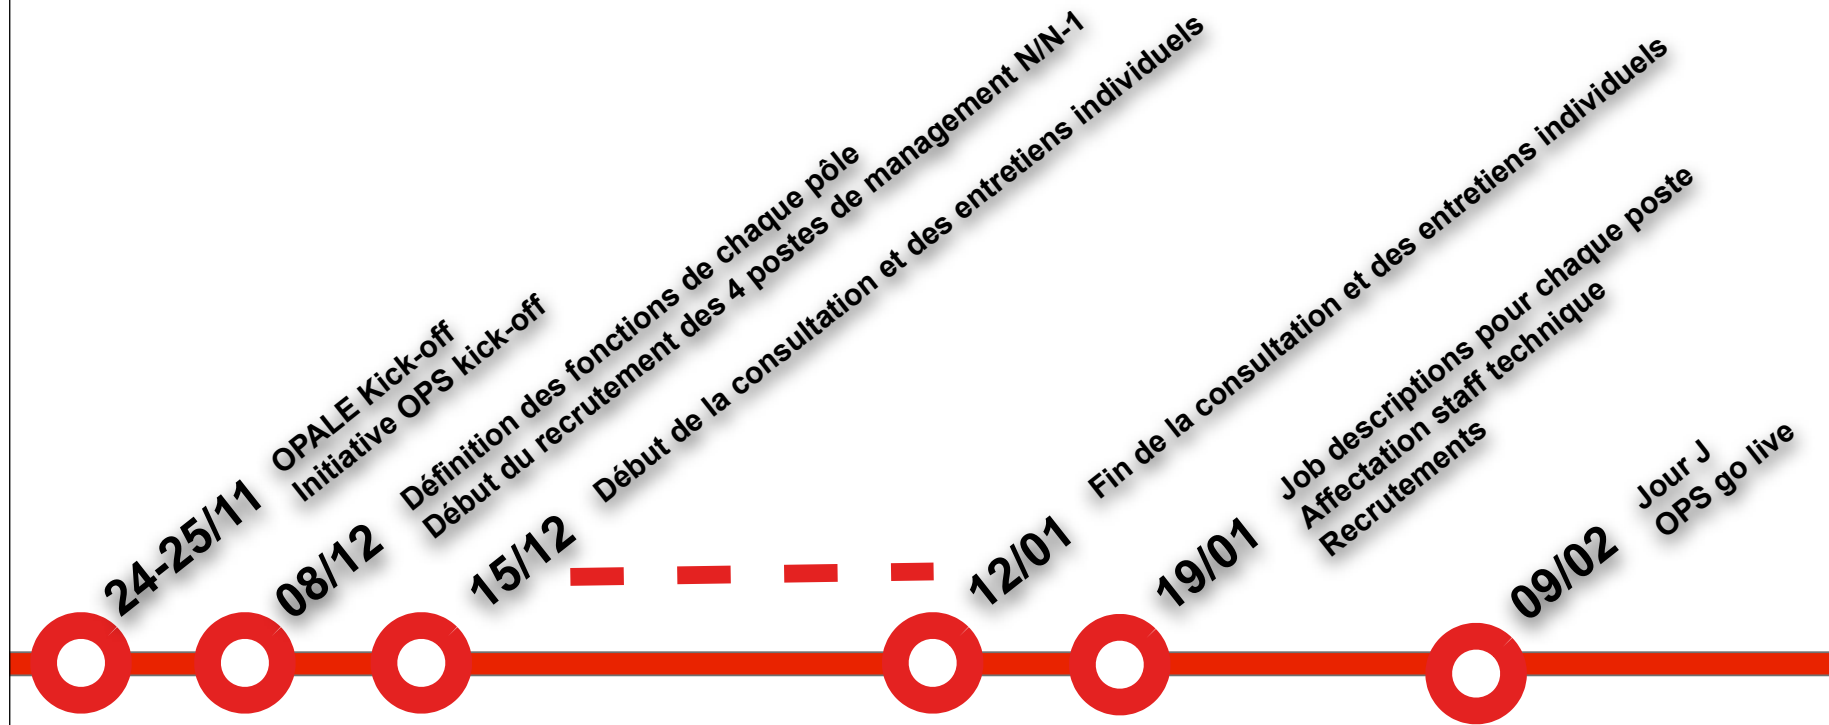 24-25/11
OPALE Kick-off
Initiative OPS kick-off
08/12
Définition des fonctions de chaque pôle
Début du recrutement des 4 postes de management N/N-1
15/12
Début de la consultation et des entretiens individuels
12/01
Fin de la consultation et des entretiens individuels
19/01
Job descriptions pour chaque poste
Affectation staff technique
Recrutements
09/02
Jour J
OPS go live